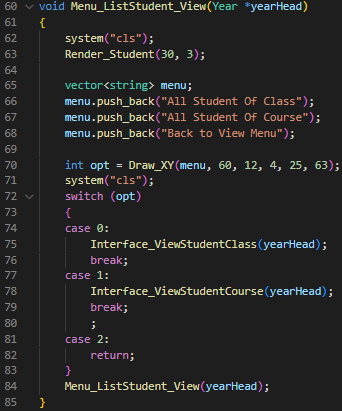 60 void Menu_ListStudent_View(Year *yearHead)
61 {
62     system("cls");
63     Render_Student(30, 3);
64
65     vector<string> menu;
66     menu.push_back("All Student Of Class");
67     menu.push_back("All Student Of Course");
68     menu.push_back("Back to View Menu");
69
70     int opt = Draw_XY(menu, 60, 12, 4, 25, 63);
71     system("cls");
72     switch (opt)
73     {
74     case 0:
75         Interface_ViewStudentClass(yearHead);
76         break;
77     case 1:
78         Interface_ViewStudentCourse(yearHead);
79         break;
80         ;
81     case 2:
82         return;
83     }
84     Menu_ListStudent_View(yearHead);
85 }